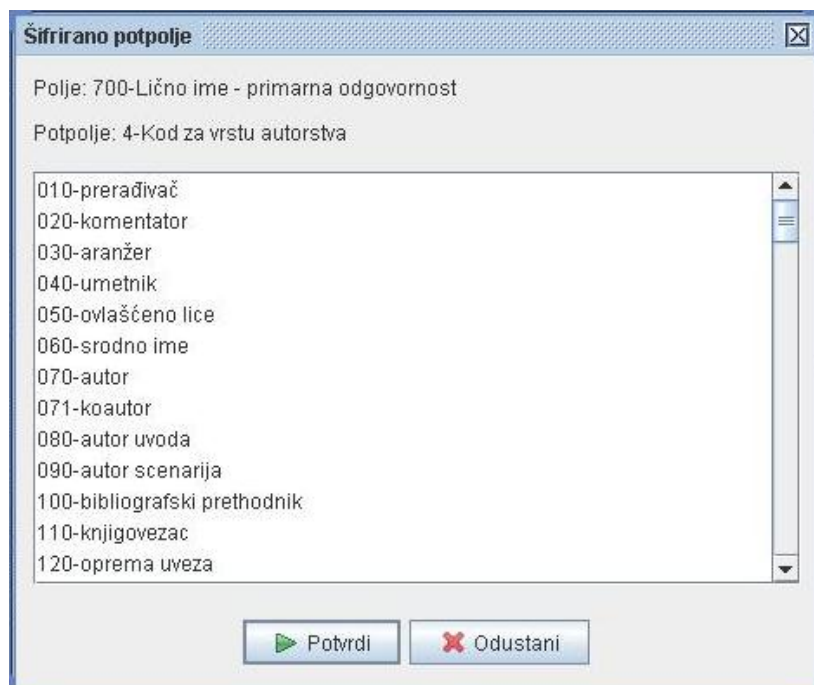 Šifrirano potpolje
Polje: 700-Lično ime - primarna odgovornost
Potpolje: 4-Kod za vrstu autorstva
010-prerađivač
020-komentator
030-aranžer
040-umetnik
050-ovlašćeno lice
060-srodno ime
070-autor
071-koautor
080-autor uvoda
090-autor scenarija
100-bibliografski prethodnik
110-knjigovezac
120-oprema uveza
Potvrdi
Odustani